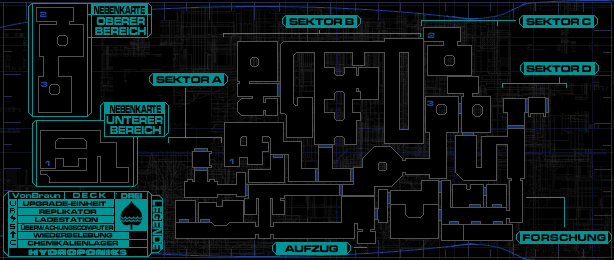 2
3
NEBENKARTE
OBERER
BEREICH
SEKTOR B
SEKTOR C
2
SEKTOR A
SEKTOR D
NEBENKARTE
UNTERER
BEREICH
3
1
1
VonBraun DECK DREI
U UPGRADE-EINHEIT
R REPLIKATOR
LADESTATION
S ÜBERWACHUNGSCOMPUTER
WIEDERBELEBUNG
C CHEMIKALIENLAGER
HYDROPONICS
LEGENDE
AUFZUG
FORSCHUNG